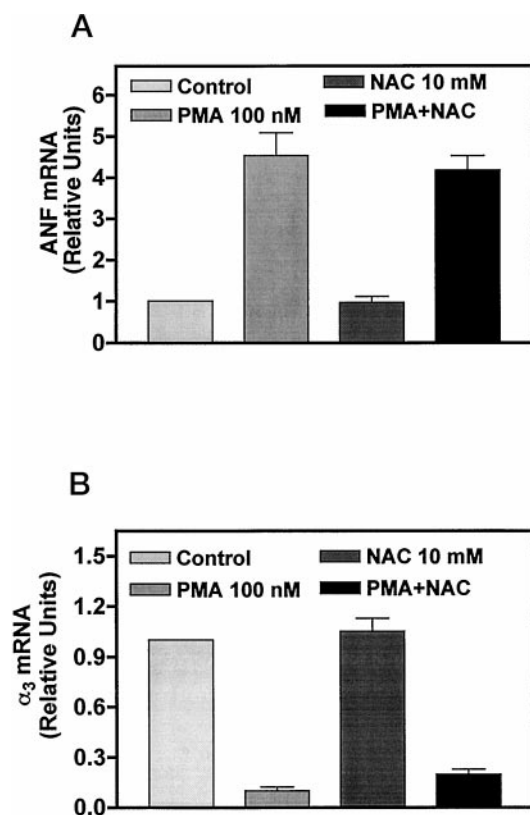 A
Control
NAC 10 mM
PMA 100 nM
PMA+NAC
ANF mRNA
(Relative Units)
6
5
4
3
2
1
0
B
Control
NAC 10 mM
PMA 100 nM
PMA+NAC
α₃ mRNA
(Relative Units)
1.5
1.2
0.9
0.6
0.3
0.0